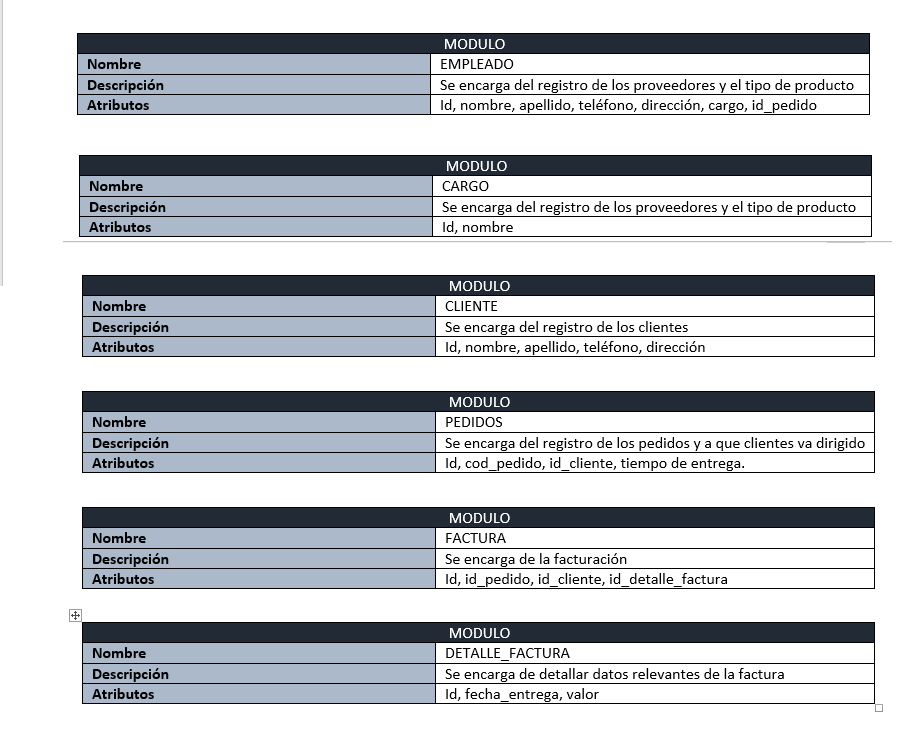 MODULO
Nombre EMPLEADO
Descripción Se encarga del registro de los proveedores y el tipo de producto
Atributos Id, nombre, apellido, teléfono, dirección, cargo, id_pedido
MODULO
Nombre CARGO
Descripción Se encarga del registro de los proveedores y el tipo de producto
Atributos Id, nombre
MODULO
Nombre CLIENTE
Descripción Se encarga del registro de los clientes
Atributos Id, nombre, apellido, teléfono, dirección
MODULO
Nombre PEDIDOS
Descripción Se encarga del registro de los pedidos y a que clientes va dirigido
Atributos Id, cod_pedido, id_cliente, tiempo de entrega.
MODULO
Nombre FACTURA
Descripción Se encarga de la facturación
Atributos Id, id_pedido, id_cliente, id_detalle_factura
MODULO
Nombre DETALLE_FACTURA
Descripción Se encarga de detallar datos relevantes de la factura
Atributos Id, fecha_entrega, valor